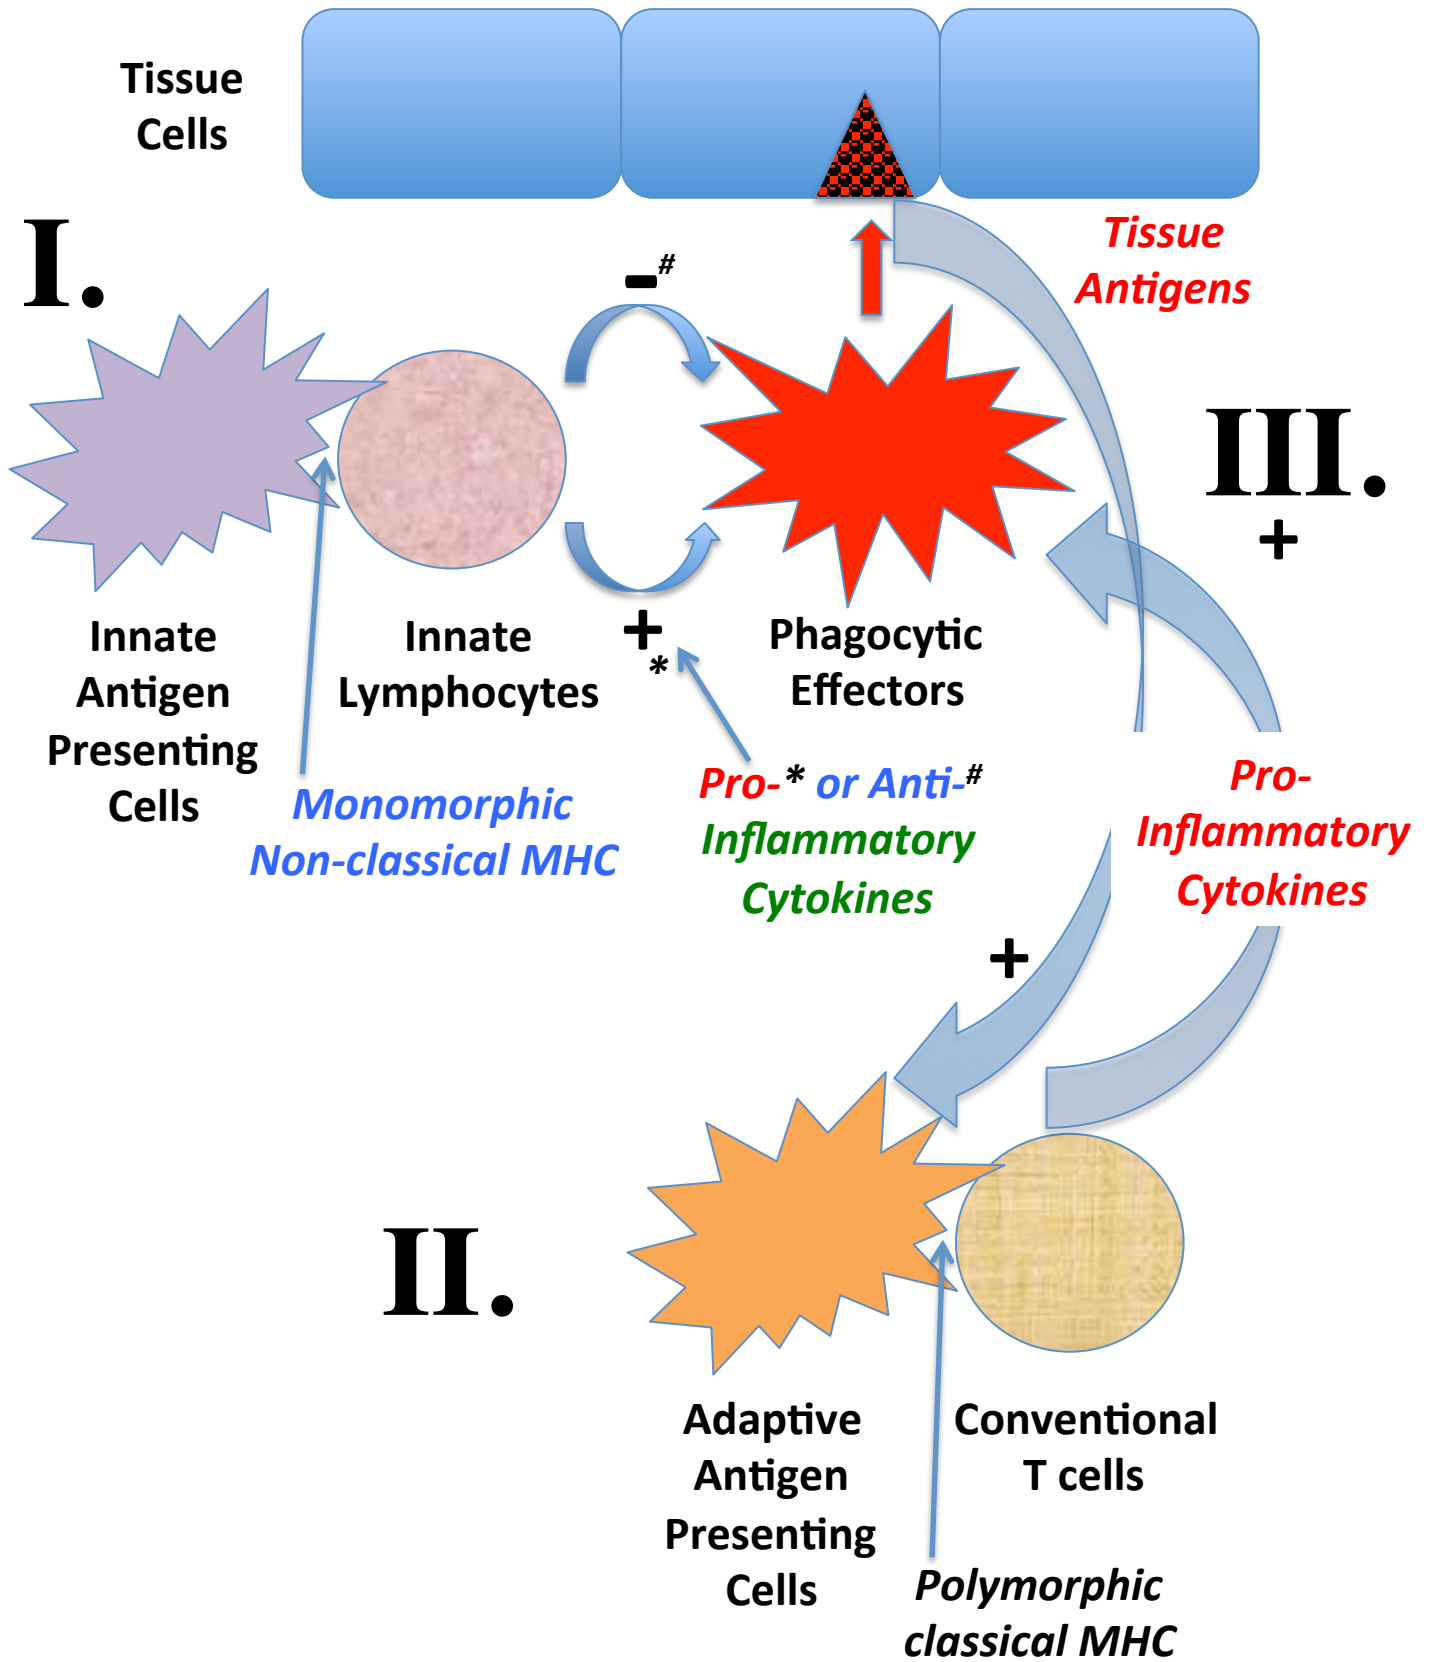 Tissue
Cells
I.
-#
Tissue
Antigens
III.
+
Innate
Antigen
Presenting
Cells
Innate
Lymphocytes
+
*
Phagocytic
Effectors
Monomorphic
Non-classical MHC
Pro-* or Anti-#
Inflammatory
Cytokines
Pro-
Inflammatory
Cytokines
+
II.
Adaptive
Antigen
Presenting
Cells
Conventional
T cells
Polymorphic
classical MHC